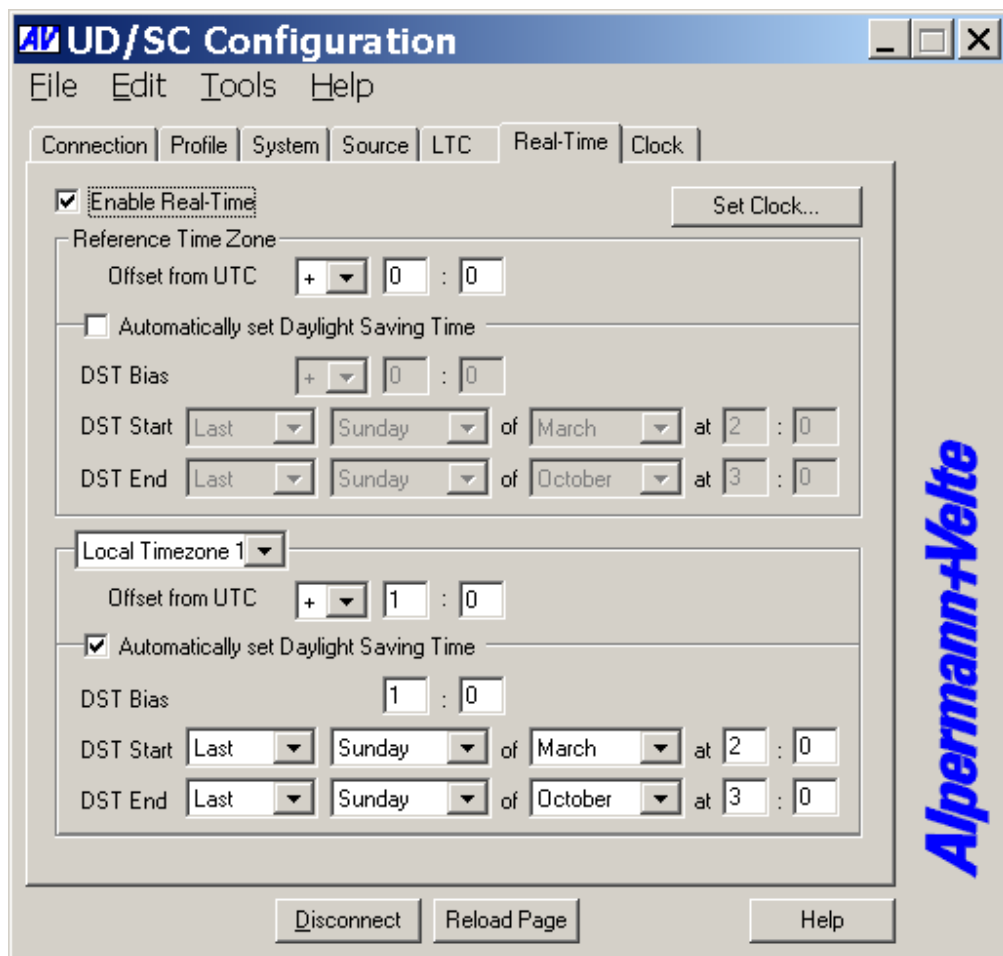 AV UD/SC Configuration
File Edit Tools Help
Connection Profile System Source LTC Real-Time Clock
Enable Real-Time Set Clock...
Reference Time Zone
Offset from UTC + 0 : 0
Automatically set Daylight Saving Time
DST Bias + 0 : 0
DST Start Last Sunday of March at 2 : 0
DST End Last Sunday of October at 3 : 0
Local Timezone 1
Offset from UTC + 1 : 0
Automatically set Daylight Saving Time
DST Bias 1 : 0
DST Start Last Sunday of March at 2 : 0
DST End Last Sunday of October at 3 : 0
Alpermann+Velte
Disconnect Reload Page Help